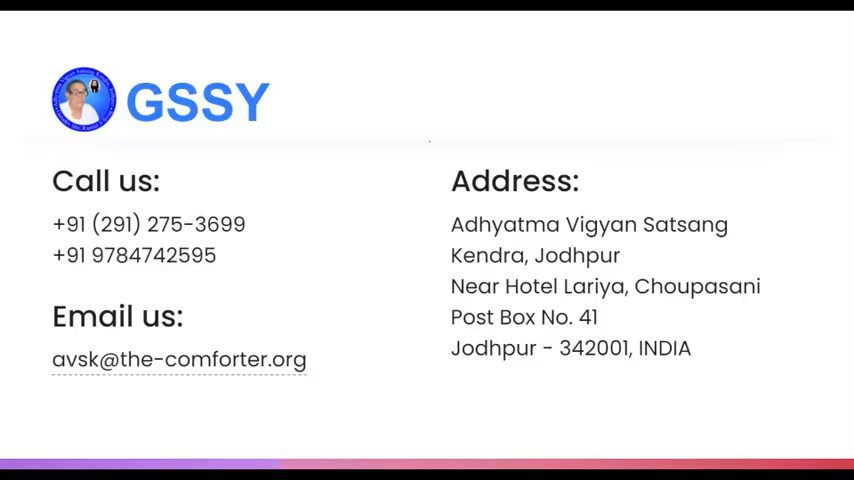 GSSY
Call us:
+91 (291) 275-3699
+91 9784742595
Email us:
avsk@the-comforter.org
Address:
Adhyatma Vigyan Satsang
Kendra, Jodhpur
Near Hotel Lariya, Choupasani
Post Box No. 41
Jodhpur - 342001, INDIA